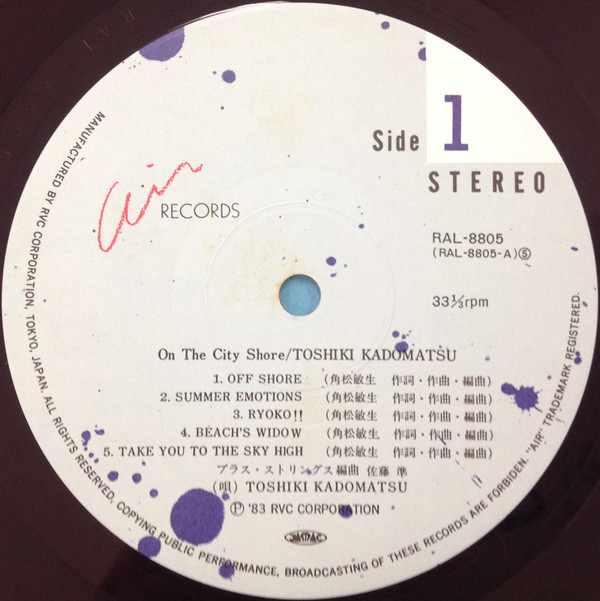 Side 1
STEREO
Air RECORDS
RAL-8805
(RAL-8805-A)⑤
33⅓rpm
On The City Shore/TOSHIKI KADOMATSU
1. OFF SHORE (角松敏生 作詞・作曲・編曲)
2. SUMMER EMOTIONS (角松敏生 作詞・作曲・編曲)
3. RYOKO!! (角松敏生 作詞・作曲・編曲)
4. BEACH'S WIDOW (角松敏生 作詞・作曲・編曲)
5. TAKE YOU TO THE SKY HIGH (角松敏生 作詞・作曲・編曲)
ブラス・ストリングス編曲 佐藤 準
(唄) TOSHIKI KADOMATSU
Ⓟ '83 RVC CORPORATION
JASRAC
MANUFACTURED BY RVC CORPORATION, TOKYO, JAPAN. ALL RIGHTS RESERVED, COPYING PUBLIC PERFORMANCE, BROADCASTING OF THESE RECORDS ARE FORBIDDEN. "AIR" TRADEMARK REGISTERED.